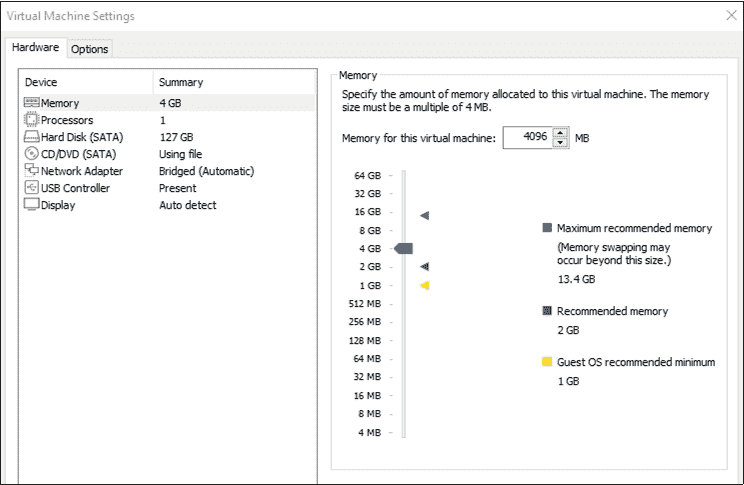 Virtual Machine Settings
Hardware Options
Device Summary
Memory 4 GB
Processors 1
Hard Disk (SATA) 127 GB
CD/DVD (SATA) Using file
Network Adapter Bridged (Automatic)
USB Controller Present
Display Auto detect
Memory
Specify the amount of memory allocated to this virtual machine. The memory
size must be a multiple of 4 MB.
Memory for this virtual machine: 4096 MB
64 GB
32 GB
16 GB
8 GB
4 GB
2 GB
1 GB
512 MB
256 MB
128 MB
64 MB
32 MB
16 MB
8 MB
4 MB
Maximum recommended memory
(Memory swapping may
occur beyond this size.)
13.4 GB
Recommended memory
2 GB
Guest OS recommended minimum
1 GB